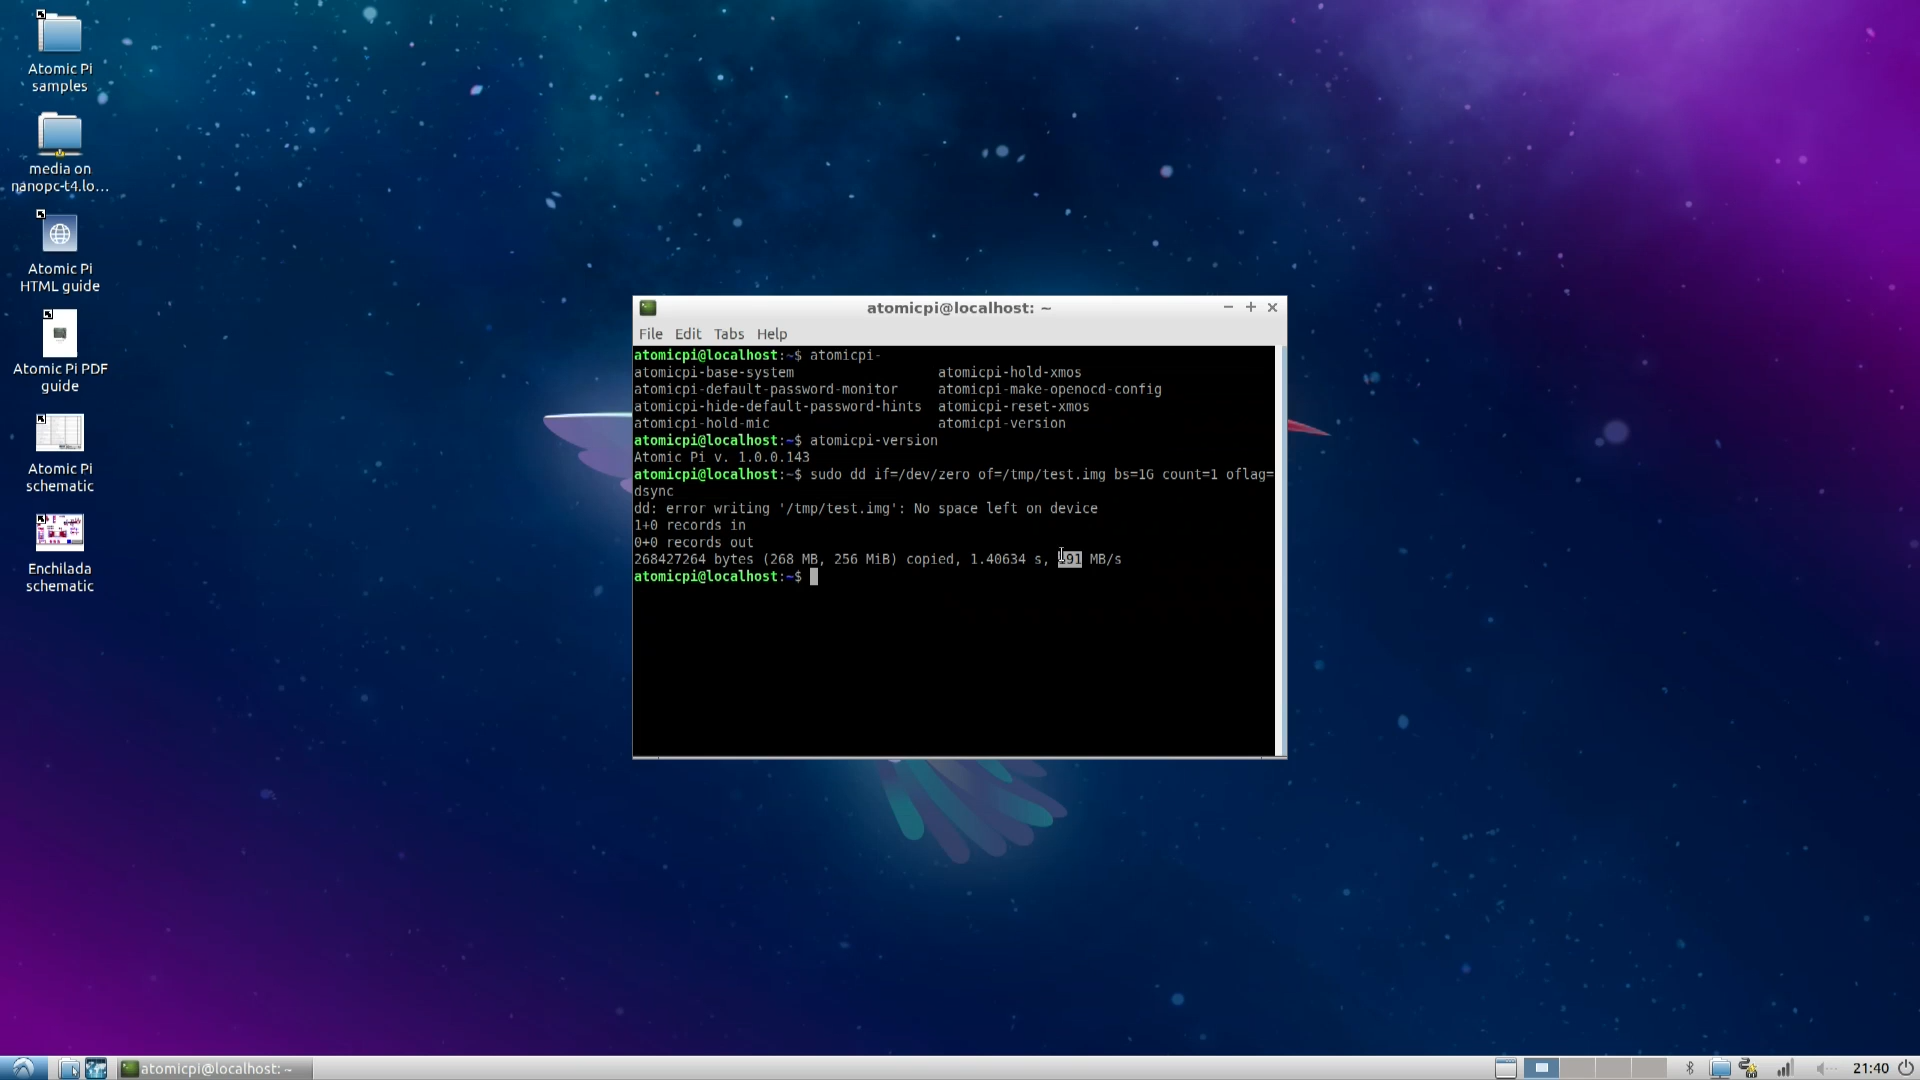 Atomic Pi
samples
media on
nanopc-t4.lo...
Atomic Pi
HTML guide
Atomic Pi PDF
guide
Atomic Pi
schematic
Enchilada
schematic
atomicpi@localhost: ~
File Edit Tabs Help
atomicpi@localhost:~$ atomicpi-
atomicpi-base-system atomicpi-hold-xmos
atomicpi-default-password-monitor atomicpi-make-openocd-config
atomicpi-hide-default-password-hints atomicpi-reset-xmos
atomicpi-hold-mic atomicpi-version
atomicpi@localhost:~$ atomicpi-version
Atomic Pi v. 1.0.0.143
atomicpi@localhost:~$ sudo dd if=/dev/zero of=/tmp/test.img bs=1G count=1 oflag=
dsync
dd: error writing '/tmp/test.img': No space left on device
1+0 records in
0+0 records out
268427264 bytes (268 MB, 256 MiB) copied, 1.40634 s, MB/s
atomicpi@localhost:~$
atomicpi@localhost: ~
21:40